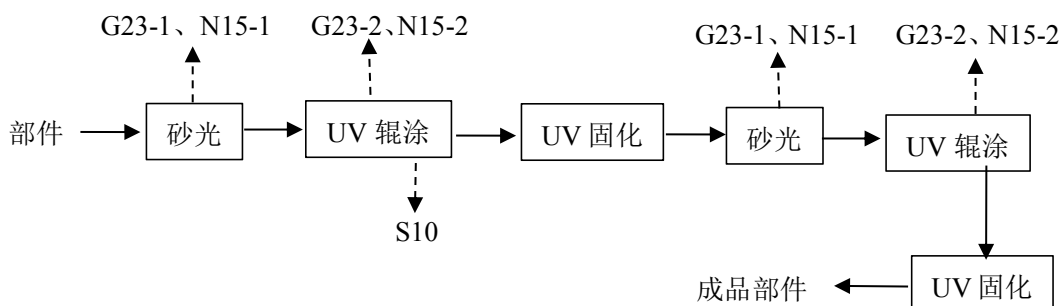 G23-1、N15-1
G23-2、N15-2
G23-1、N15-1
G23-2、N15-2
部件
砂光
UV 辊涂
UV 固化
砂光
UV 辊涂
S10
成品部件
UV 固化